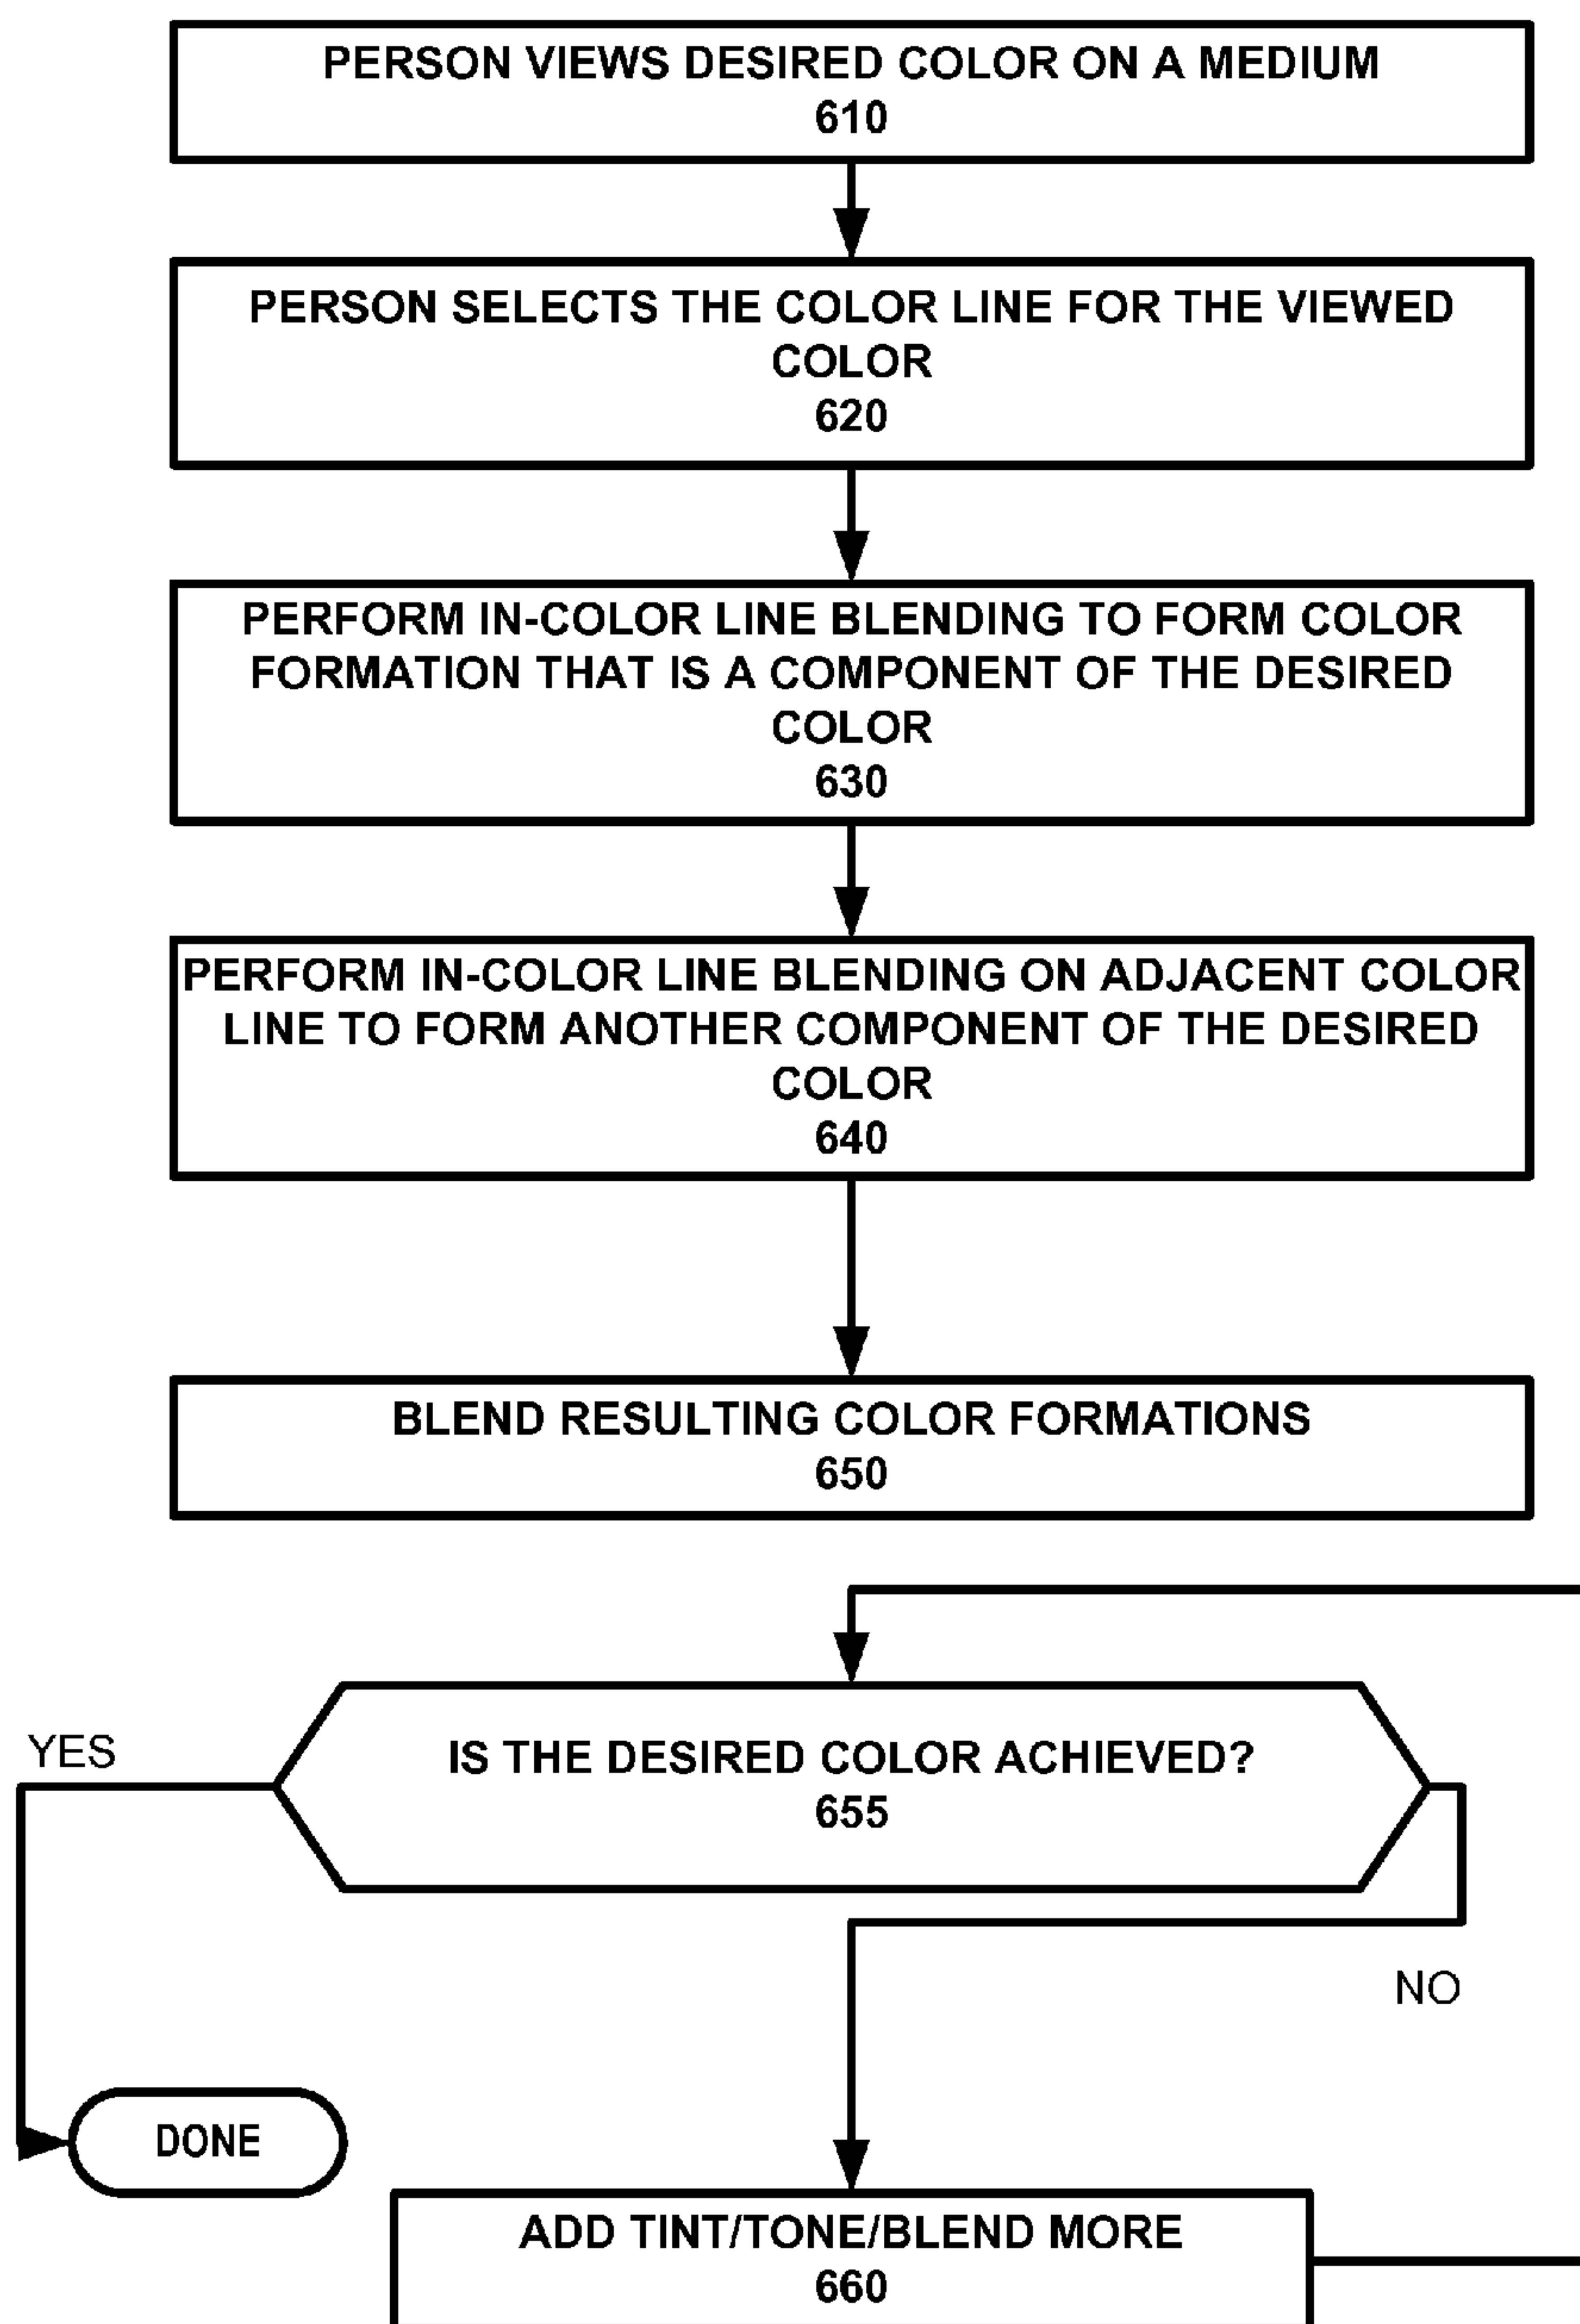 PERSON VIEWS DESIRED COLOR ON A MEDIUM
610
PERSON SELECTS THE COLOR LINE FOR THE VIEWED
COLOR
620
PERFORM IN-COLOR LINE BLENDING TO FORM COLOR
FORMATION THAT IS A COMPONENT OF THE DESIRED
COLOR
630
PERFORM IN-COLOR LINE BLENDING ON ADJACENT COLOR
LINE TO FORM ANOTHER COMPONENT OF THE DESIRED
COLOR
640
BLEND RESULTING COLOR FORMATIONS
650
YES
IS THE DESIRED COLOR ACHIEVED?
655
NO
DONE
ADD TINT/TONE/BLEND MORE
660